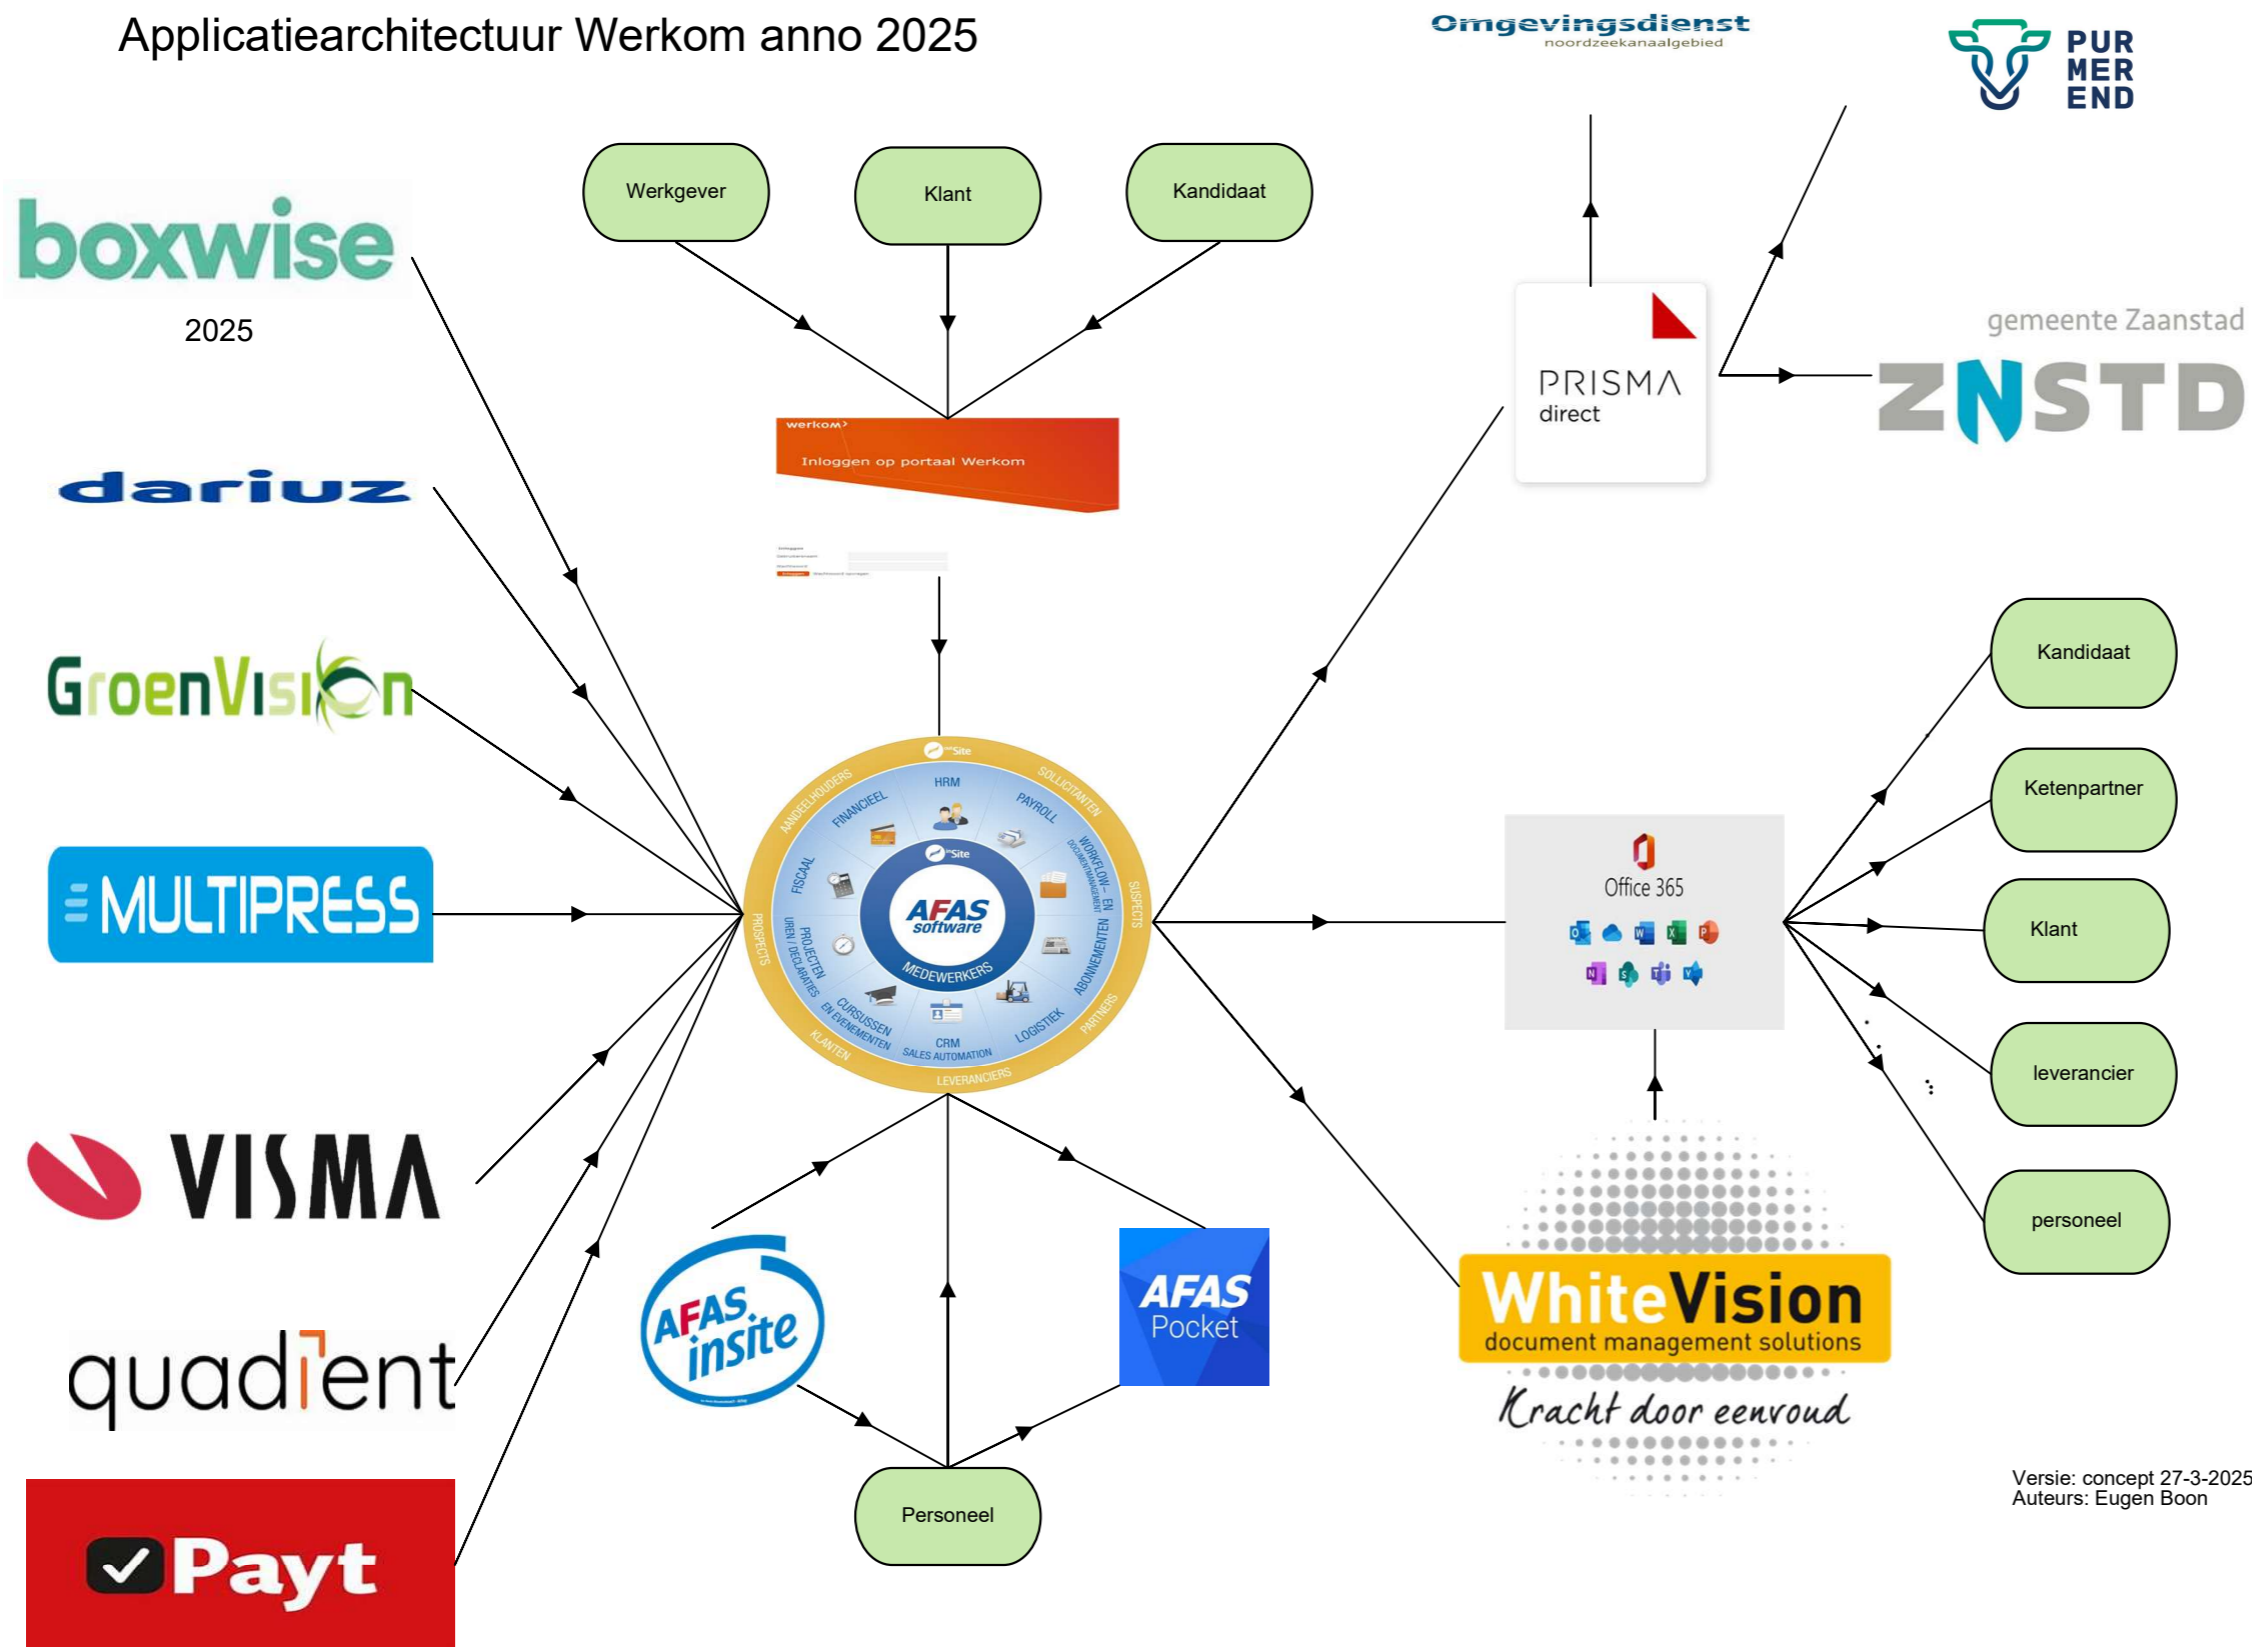 Applicatiearchitectuur Werkom anno 2025
Omgevingsdienst
noordzeekanaalgebied
PUR
MER
END
Werkgever
Klant
Kandidaat
boxwise
2025
gemeente Zaanstad
ZNSTD
PRISMA
direct
werkom
Inloggen op portaal Werkom
dariuz
Inloggen
GroenVision
Kandidaat
Ketenpartner
Klant
leverancier
personeel
Site
AANDEELHOUDERS
SOLLICITANTEN
SUSPECTS
PARTNERS
LEVERANCIERS
KLANTEN
PROSPECTS
HRM
PAYROLL
WORKFLOW- EN
DOCUMENTMANAGEMENT
ABONNEMENTEN
LOGISTIEK
CRM
SALES AUTOMATION
CURSUSSEN
EN EVENEMENTEN
PROJECTEN
UREN / DECLARATIES
FISCAAL
FINANCIEEL
Site
AFAS
software
MEDEWERKERS
MULTIPRESS
Office 365
VISMA
AFAS
insite
AFAS
Pocket
WhiteVision
document management solutions
Kracht door eenvoud
quadient
Personeel
Payt
Versie: concept 27-3-2025
Auteurs: Eugen Boon